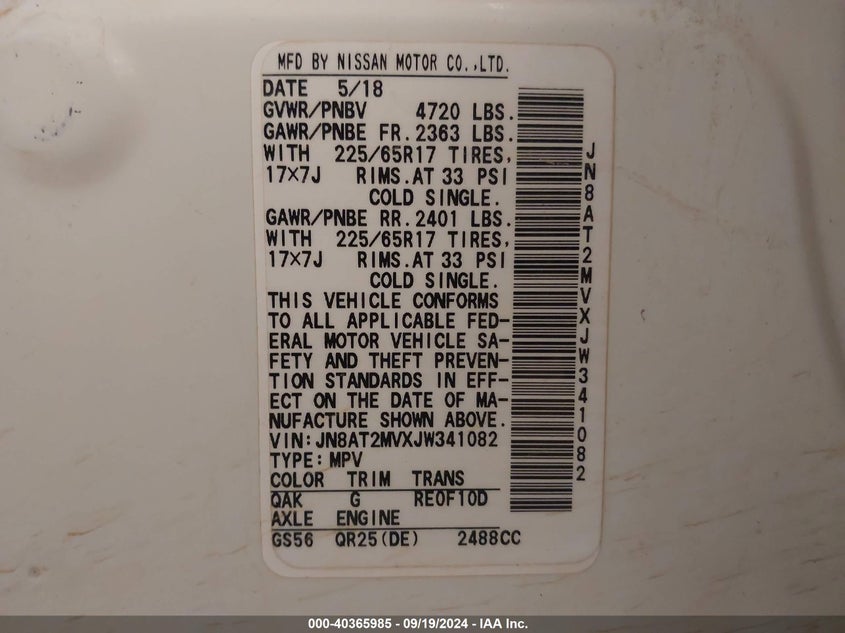 MFD BY NISSAN MOTOR CO.,LTD.
DATE 5/18
GVWR/PNBV 4720 LBS.
GAWR/PNBE FR. 2363 LBS.
WITH 225/65R17 TIRES,
17×7J RIMS.AT 33 PSI
COLD SINGLE.
GAWR/PNBE RR. 2401 LBS.
WITH 225/65R17 TIRES,
17×7J RIMS.AT 33 PSI
COLD SINGLE.
THIS VEHICLE CONFORMS
TO ALL APPLICABLE FED-
ERAL MOTOR VEHICLE SA-
FETY AND THEFT PREVEN-
TION STANDARDS IN EFF-
ECT ON THE DATE OF MA-
NUFACTURE SHOWN ABOVE.
VIN:JN8AT2MVXJW341082
TYPE:MPV
COLOR TRIM TRANS
QAK G RE0F10D
AXLE ENGINE
GS56 QR25(DE) 2488CC
JN8AT2MVXJW341082
000-40365985 - 09/19/2024 - IAA Inc.